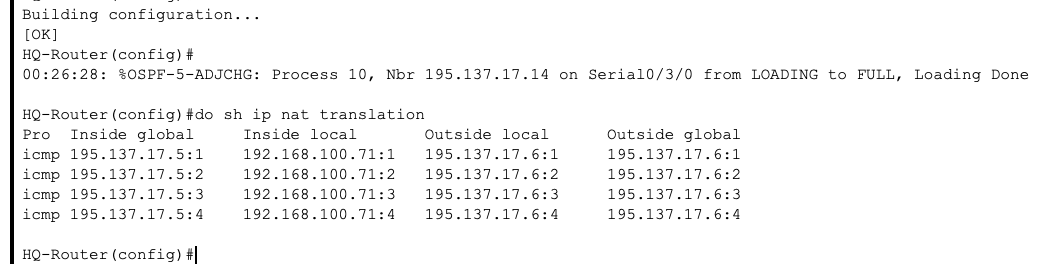 Building configuration...
[OK]
HQ-Router(config)#
00:26:28: %OSPF-5-ADJCHG: Process 10, Nbr 195.137.17.14 on Serial0/3/0 from LOADING to FULL, Loading Done
HQ-Router(config)#do sh ip nat translation
Pro  Inside global     Inside local       Outside local      Outside global
icmp 195.137.17.5:1    192.168.100.71:1   195.137.17.6:1     195.137.17.6:1
icmp 195.137.17.5:2    192.168.100.71:2   195.137.17.6:2     195.137.17.6:2
icmp 195.137.17.5:3    192.168.100.71:3   195.137.17.6:3     195.137.17.6:3
icmp 195.137.17.5:4    192.168.100.71:4   195.137.17.6:4     195.137.17.6:4
HQ-Router(config)#